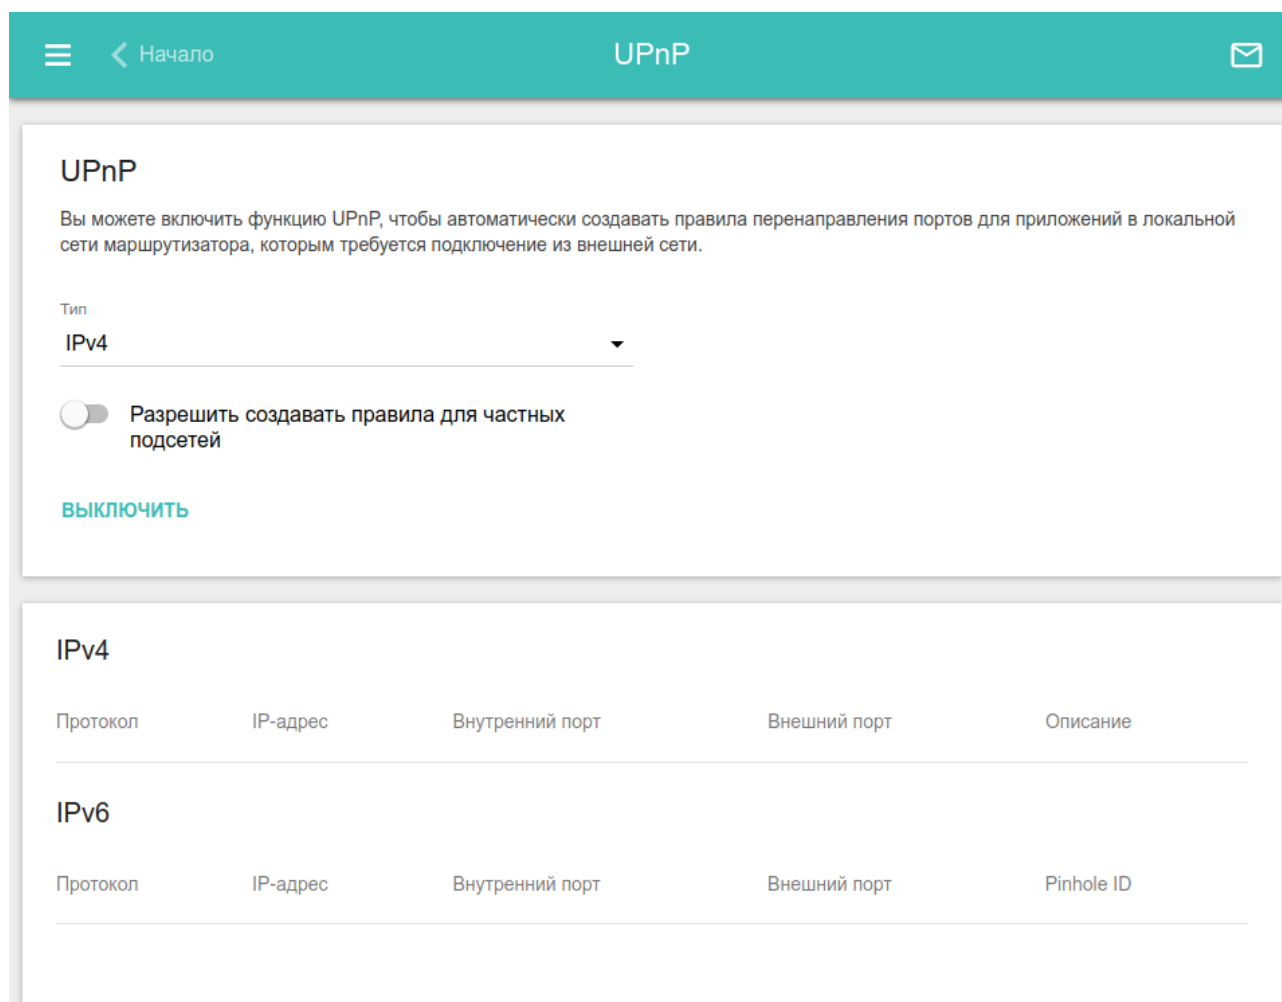 Начало
UPnP
UPnP
Вы можете включить функцию UPnP, чтобы автоматически создавать правила перенаправления портов для приложений в локальной
сети маршрутизатора, которым требуется подключение из внешней сети.
Тип
IPv4
Разрешить создавать правила для частных
подсетей
ВЫКЛЮЧИТЬ
IPv4
Протокол IP-адрес Внутренний порт Внешний порт Описание
IPv6
Протокол IP-адрес Внутренний порт Внешний порт Pinhole ID